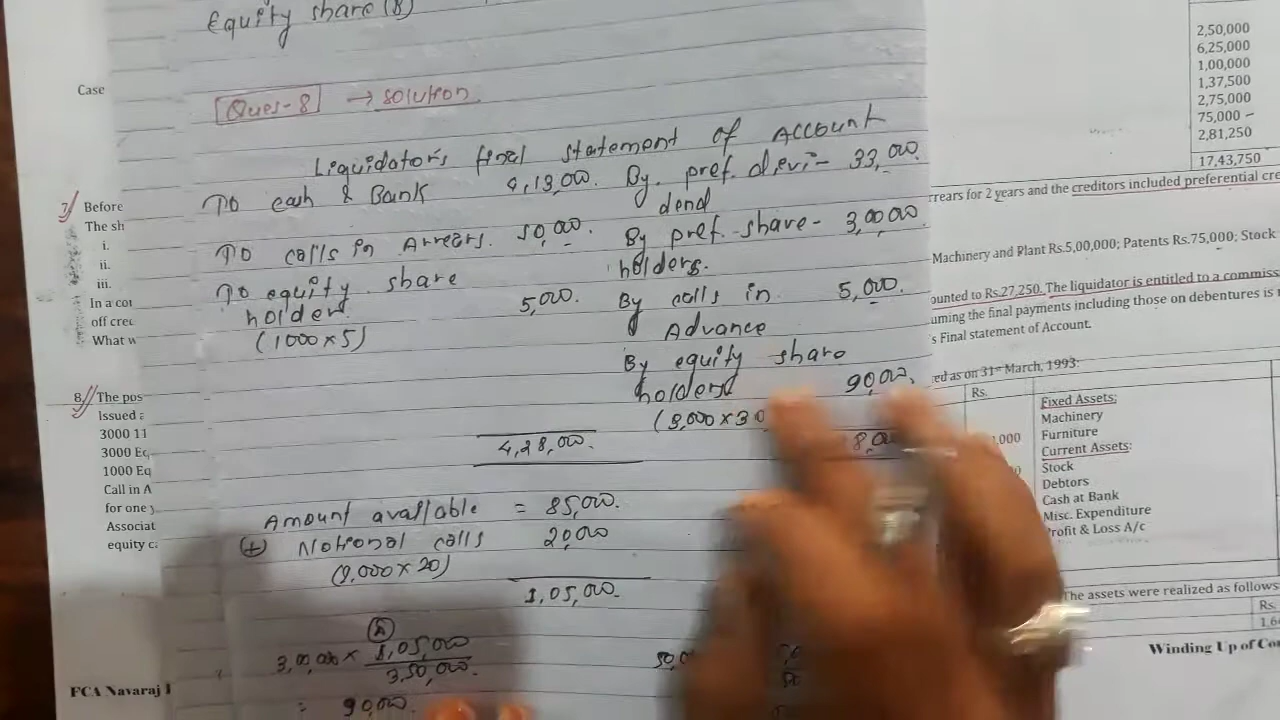 Equity share (8)
Case
[Ques-8] → solution
Liquidator's final statement of Account
To cash & Bank 4,13,000. By pref. divi- 33,000.
dend
To calls in Arrears. 10,000. By pref. share- 3,00,000
holders.
To equity share 5,000. By calls in 5,000.
holders Advance
(1000×5) By equity share
holders 90,000.
(3,000×30
4,28,000.
Amount available = 85,000.
(+) Notional calls 20,000
(1,000×20)
1,05,000.
3,00,000 × 1,05,000
3,50,000.
= 90,000.
7. Before
The sh
i.
ii.
iii.
In a cor
off cred
What w
8. The pos
Issued
3000 11
3000 Eq
1000 Eq
Call in A
for one
Associat
equity c
FCA Navaraj
2,50,000
6,25,000
1,00,000
1,37,500
2,75,000
75,000
2,81,250
17,43,750
rrears for 2 years and the creditors included preferential cre
Machinery and Plant Rs.5,00,000; Patents Rs.75,000; Stock
ounted to Rs.27,250. The liquidator is entitled to a commiss
uming the final payments including those on debentures is
s Final statement of Account.
ed as on 31st March, 1993:
Rs.
Fixed Assets:
Machinery
Furniture
,000 Current Assets:
Stock
Debtors
Cash at Bank
Misc. Expenditure
Profit & Loss A/c
The assets were realized as follows
Rs.
Winding Up of Co